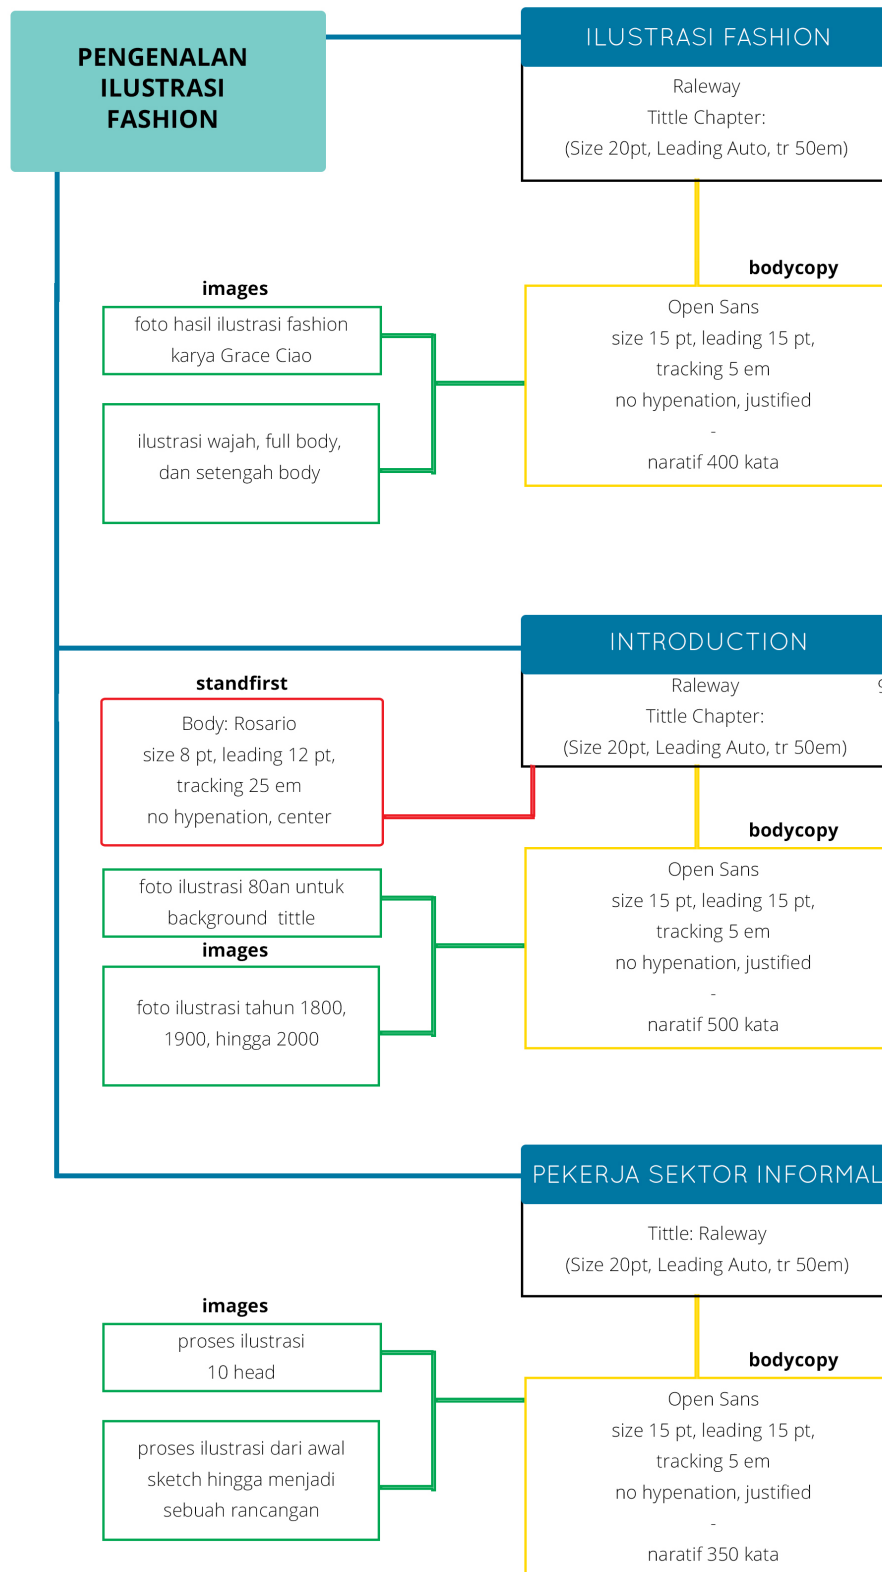 PENGENALAN
ILUSTRASI
FASHION
ILUSTRASI FASHION
Raleway
Tittle Chapter:
(Size 20pt, Leading Auto, tr 50em)
images
foto hasil ilustrasi fashion
karya Grace Ciao
ilustrasi wajah, full body,
dan setengah body
bodycopy
Open Sans
size 15 pt, leading 15 pt,
tracking 5 em
no hypenation, justified
-
naratif 400 kata
INTRODUCTION
Raleway
Tittle Chapter:
(Size 20pt, Leading Auto, tr 50em)
standfirst
Body: Rosario
size 8 pt, leading 12 pt,
tracking 25 em
no hypenation, center
foto ilustrasi 80an untuk
background  tittle
images
foto ilustrasi tahun 1800,
1900, hingga 2000
bodycopy
Open Sans
size 15 pt, leading 15 pt,
tracking 5 em
no hypenation, justified
-
naratif 500 kata
PEKERJA SEKTOR INFORMAL
Tittle: Raleway
(Size 20pt, Leading Auto, tr 50em)
images
proses ilustrasi
10 head
proses ilustrasi dari awal
sketch hingga menjadi
sebuah rancangan
bodycopy
Open Sans
size 15 pt, leading 15 pt,
tracking 5 em
no hypenation, justified
-
naratif 350 kata